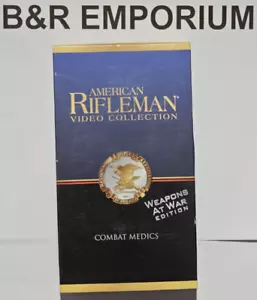 B&R EMPORIUM
AMERICAN
RIFLEMAN
VIDEO COLLECTION
WEAPONS
AT WAR
EDITION
COMBAT MEDICS